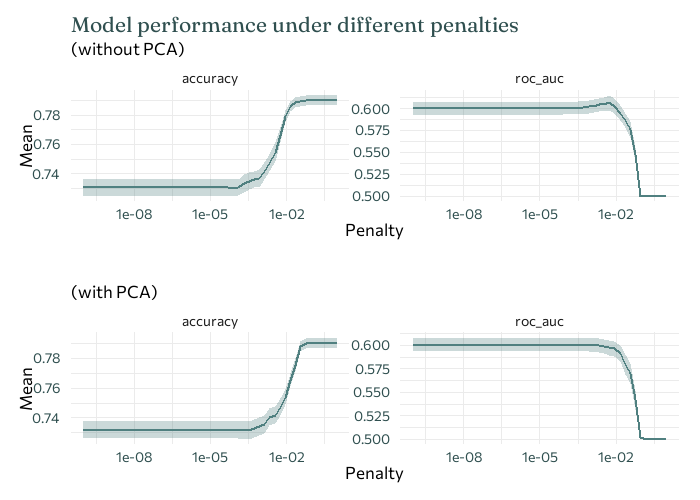 Model performance under different penalties
(without PCA)
accuracy
roc_auc
Mean
0.78
0.76
0.74
0.600
0.575
0.550
0.525
0.500
1e-08 1e-05 1e-02
1e-08 1e-05 1e-02
Penalty
(with PCA)
accuracy
roc_auc
Mean
0.78
0.76
0.74
0.600
0.575
0.550
0.525
0.500
1e-08 1e-05 1e-02
1e-08 1e-05 1e-02
Penalty